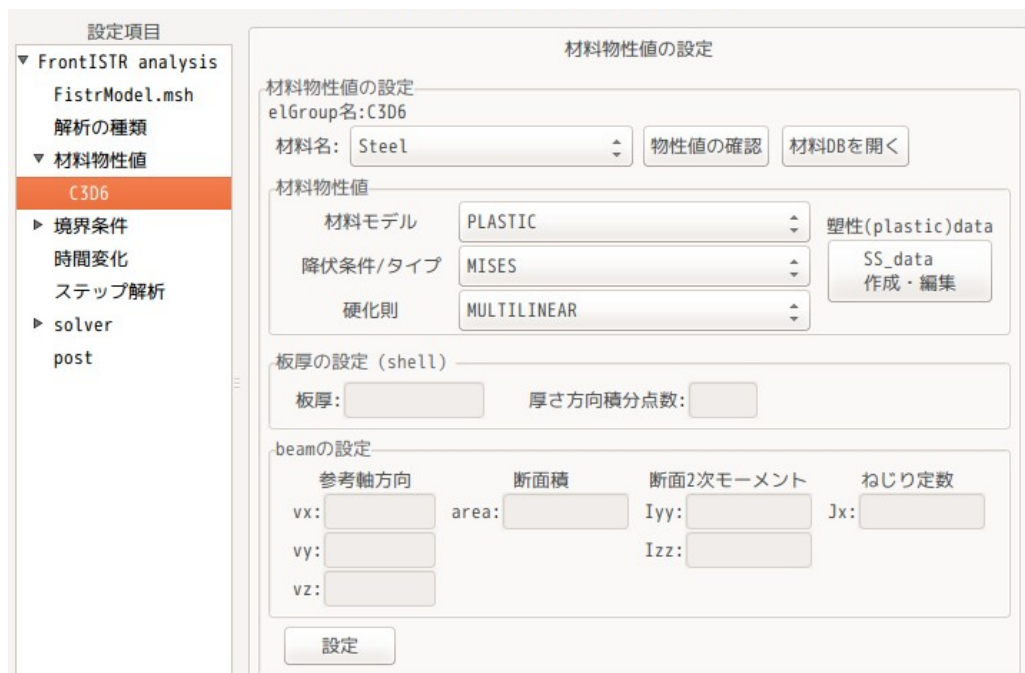 設定項目
FrontISTR analysis
FistrModel.msh
解析の種類
材料物性値
C3D6
境界条件
時間変化
ステップ解析
solver
post
材料物性値の設定
材料物性値の設定
elGroup名:C3D6
材料名: Steel 物性値の確認 材料DBを開く
材料物性値
材料モデル PLASTIC 塑性(plastic)data
降伏条件/タイプ MISES SS_data
作成・編集
硬化則 MULTILINEAR
板厚の設定 (shell)
板厚: 厚さ方向積分点数:
beamの設定
参考軸方向 断面積 断面2次モーメント ねじり定数
vx: area: Iyy: Jx:
vy: Izz:
vz:
設定